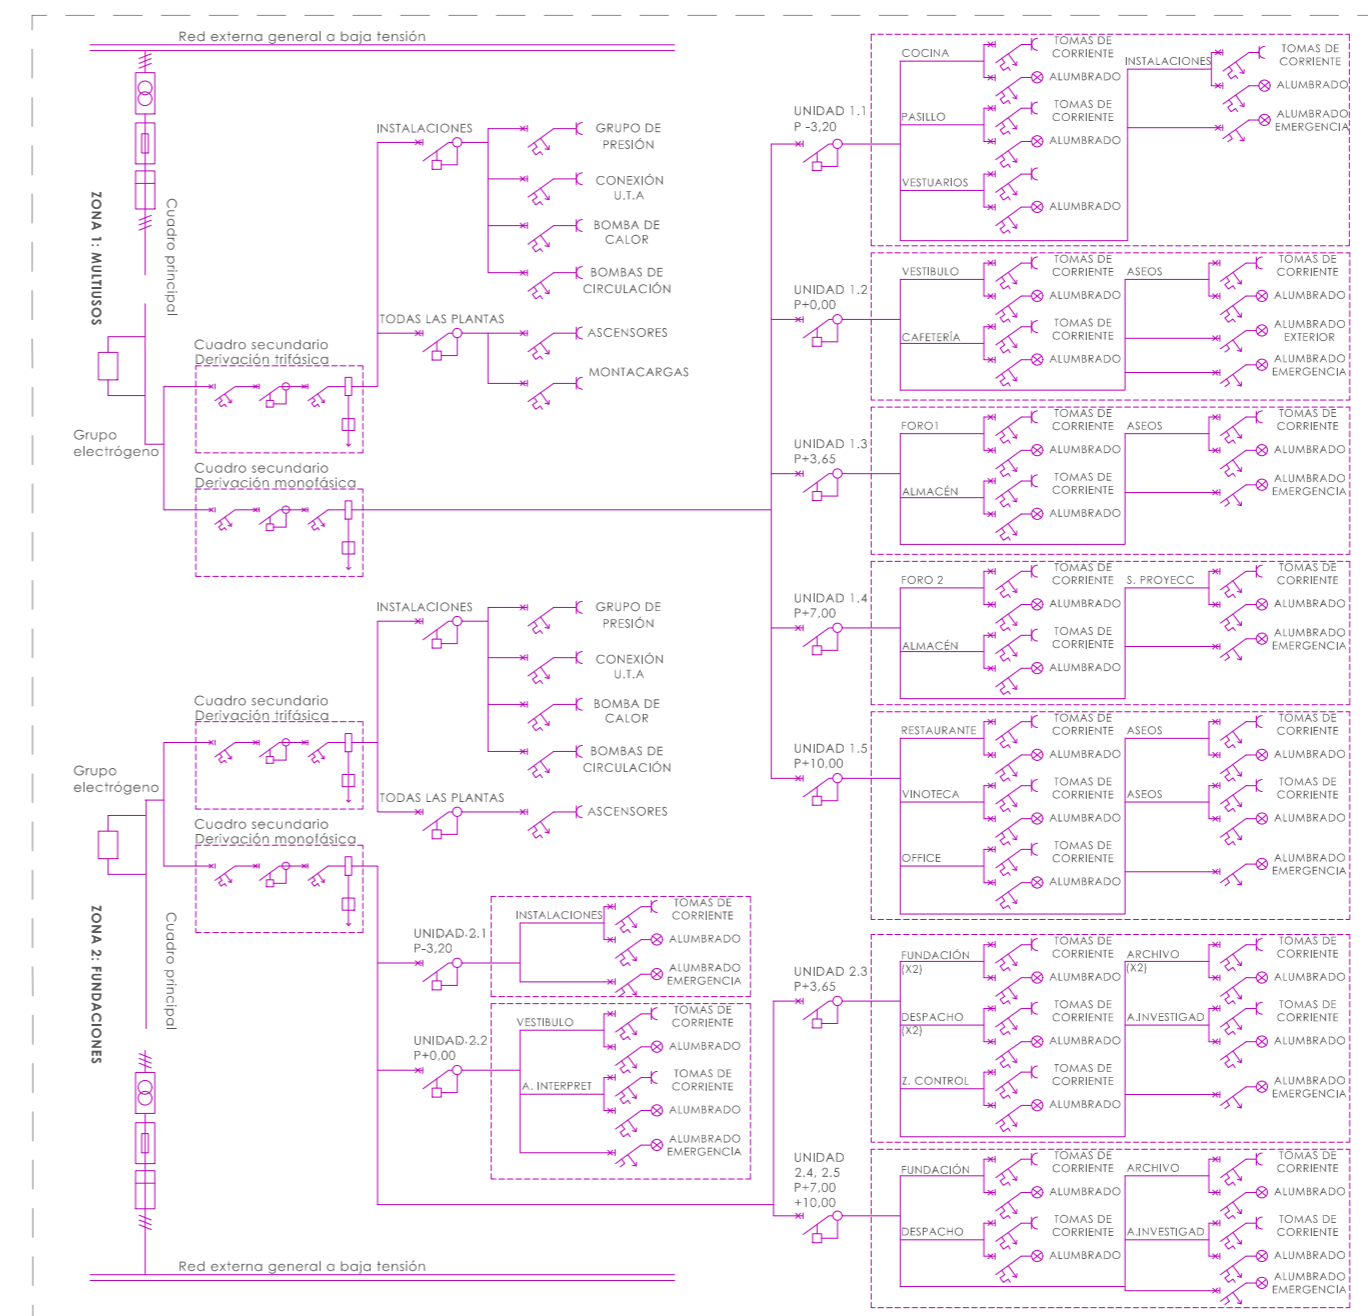 Red externa general a baja tensión
ZONA 1: MULTIUSOS
Cuadro principal
Grupo
electrógeno
Cuadro secundario
Derivación trifásica
Cuadro secundario
Derivación monofásica
INSTALACIONES
GRUPO DE
PRESIÓN
CONEXIÓN
U.T.A
BOMBA DE
CALOR
BOMBAS DE
CIRCULACIÓN
TODAS LAS PLANTAS
ASCENSORES
MONTACARGAS
UNIDAD 1.1
P -3,20
COCINA
TOMAS DE
CORRIENTE
ALUMBRADO
PASILLO
TOMAS DE
CORRIENTE
ALUMBRADO
VESTUARIOS
ALUMBRADO
INSTALACIONES
TOMAS DE
CORRIENTE
ALUMBRADO
ALUMBRADO
EMERGENCIA
UNIDAD 1.2
P+0,00
VESTIBULO
TOMAS DE
CORRIENTE
ALUMBRADO
CAFETERÍA
TOMAS DE
CORRIENTE
ALUMBRADO
ASEOS
TOMAS DE
CORRIENTE
ALUMBRADO
ALUMBRADO
EXTERIOR
ALUMBRADO
EMERGENCIA
UNIDAD 1.3
P+3,65
FORO1
TOMAS DE
CORRIENTE
ALUMBRADO
ALMACÉN
TOMAS DE
CORRIENTE
ALUMBRADO
ASEOS
TOMAS DE
CORRIENTE
ALUMBRADO
ALUMBRADO
EMERGENCIA
UNIDAD 1.4
P+7,00
FORO 2
TOMAS DE
CORRIENTE
ALUMBRADO
ALMACÉN
TOMAS DE
CORRIENTE
ALUMBRADO
S. PROYECC
TOMAS DE
CORRIENTE
ALUMBRADO
ALUMBRADO
EMERGENCIA
UNIDAD 1.5
P+10,00
RESTAURANTE
TOMAS DE
CORRIENTE
ALUMBRADO
VINOTECA
TOMAS DE
CORRIENTE
ALUMBRADO
OFFICE
TOMAS DE
CORRIENTE
ALUMBRADO
ASEOS
TOMAS DE
CORRIENTE
ALUMBRADO
ASEOS
TOMAS DE
CORRIENTE
ALUMBRADO
ALUMBRADO
EMERGENCIA
INSTALACIONES
GRUPO DE
PRESIÓN
CONEXIÓN
U.T.A
BOMBA DE
CALOR
BOMBAS DE
CIRCULACIÓN
TODAS LAS PLANTAS
ASCENSORES
Cuadro secundario
Derivación trifásica
Grupo
electrógeno
Cuadro secundario
Derivación monofásica
ZONA 2: FUNDACIONES
Cuadro principal
UNIDAD 2.1
P-3,20
INSTALACIONES
TOMAS DE
CORRIENTE
ALUMBRADO
ALUMBRADO
EMERGENCIA
UNIDAD 2.2
P+0,00
VESTIBULO
TOMAS DE
CORRIENTE
ALUMBRADO
A. INTERPRET
TOMAS DE
CORRIENTE
ALUMBRADO
ALUMBRADO
EMERGENCIA
UNIDAD 2.3
P+3,65
FUNDACIÓN
(X2)
TOMAS DE
CORRIENTE
ALUMBRADO
DESPACHO
(X2)
TOMAS DE
CORRIENTE
ALUMBRADO
Z. CONTROL
TOMAS DE
CORRIENTE
ALUMBRADO
ARCHIVO
(X2)
TOMAS DE
CORRIENTE
ALUMBRADO
A.INVESTIGAD
TOMAS DE
CORRIENTE
ALUMBRADO
ALUMBRADO
EMERGENCIA
UNIDAD
2.4, 2.5
P+7,00
+10,00
FUNDACIÓN
TOMAS DE
CORRIENTE
ALUMBRADO
DESPACHO
TOMAS DE
CORRIENTE
ALUMBRADO
ARCHIVO
TOMAS DE
CORRIENTE
ALUMBRADO
A.INVESTIGAD
TOMAS DE
CORRIENTE
ALUMBRADO
ALUMBRADO
EMERGENCIA
Red externa general a baja tensión